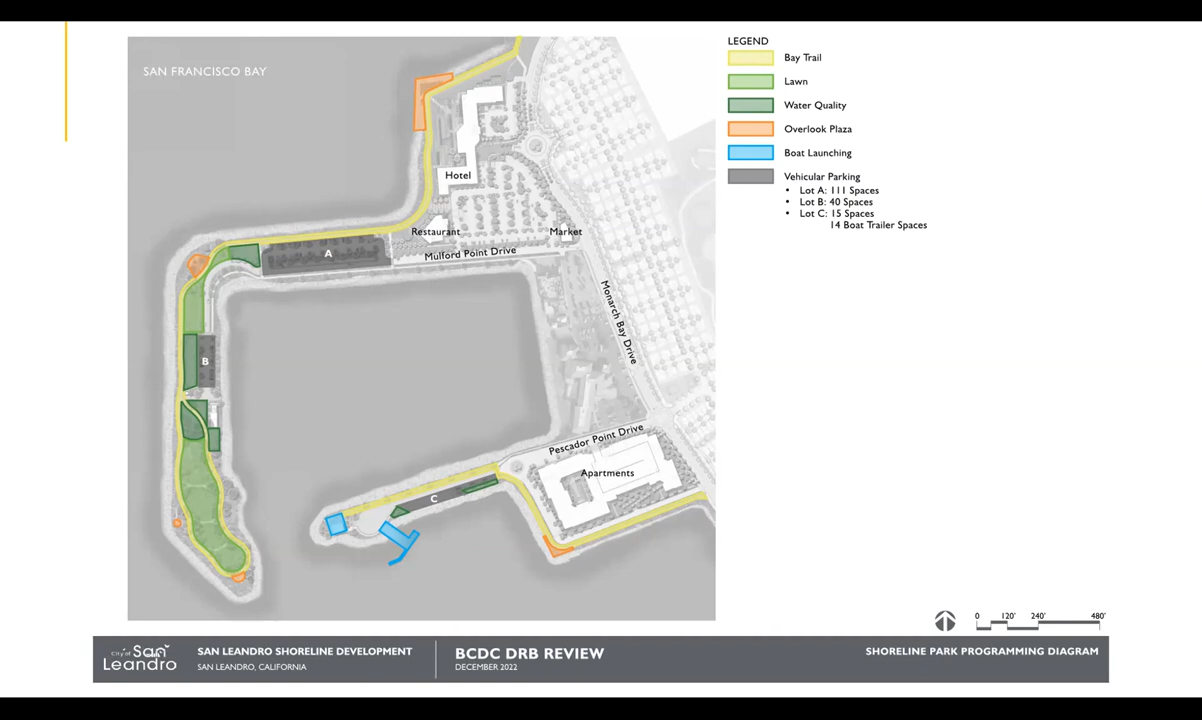 SAN FRANCISCO BAY
Hotel
Restaurant
Market
Mulford Point Drive
A
Monarch Bay Drive
B
Pescador Point Drive
Apartments
C
LEGEND
Bay Trail
Lawn
Water Quality
Overlook Plaza
Boat Launching
Vehicular Parking
• Lot A: 111 Spaces
• Lot B: 40 Spaces
• Lot C: 15 Spaces
14 Boat Trailer Spaces
0 120' 240' 480'
City of San Leandro
SAN LEANDRO SHORELINE DEVELOPMENT
SAN LEANDRO, CALIFORNIA
BCDC DRB REVIEW
DECEMBER 2022
SHORELINE PARK PROGRAMMING DIAGRAM